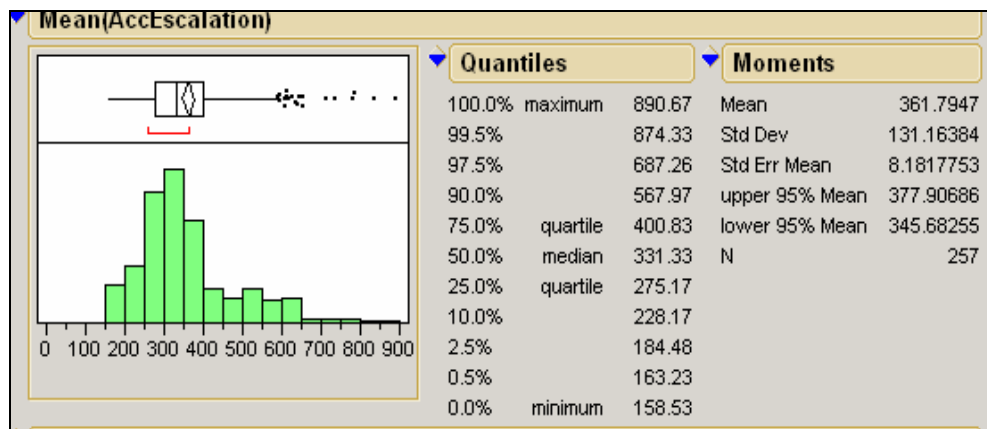 Mean(AccEscalation)
Quantiles
100.0% maximum 890.67
99.5% 874.33
97.5% 687.26
90.0% 567.97
75.0% quartile 400.83
50.0% median 331.33
25.0% quartile 275.17
10.0% 228.17
2.5% 184.48
0.5% 163.23
0.0% minimum 158.53
Moments
Mean 361.7947
Std Dev 131.16384
Std Err Mean 8.1817753
upper 95% Mean 377.90686
lower 95% Mean 345.68255
N 257
0 100 200 300 400 500 600 700 800 900